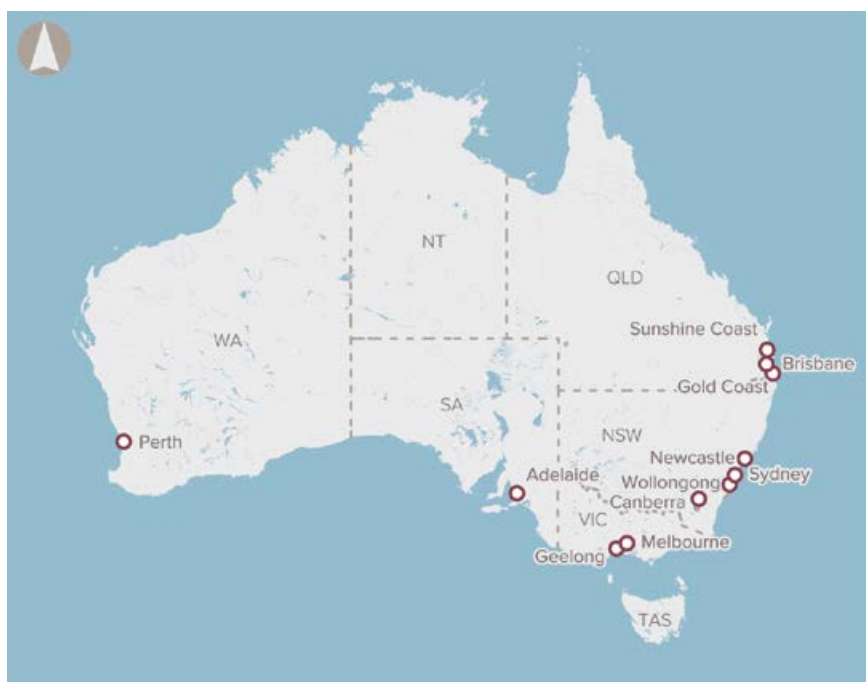 NT
QLD
Sunshine Coast
WA
Brisbane
Gold Coast
SA
NSW
Perth
Newcastle
Adelaide
Sydney
Wollongong
Canberra
VIC
Melbourne
Geelong
TAS